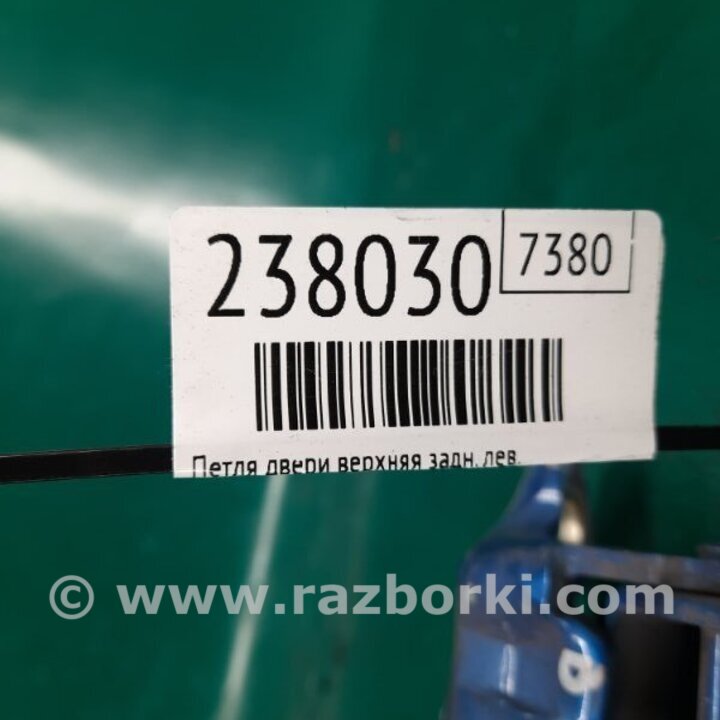 238030
7380
Петля двери верхняя задн. лев.
© www.razborki.com